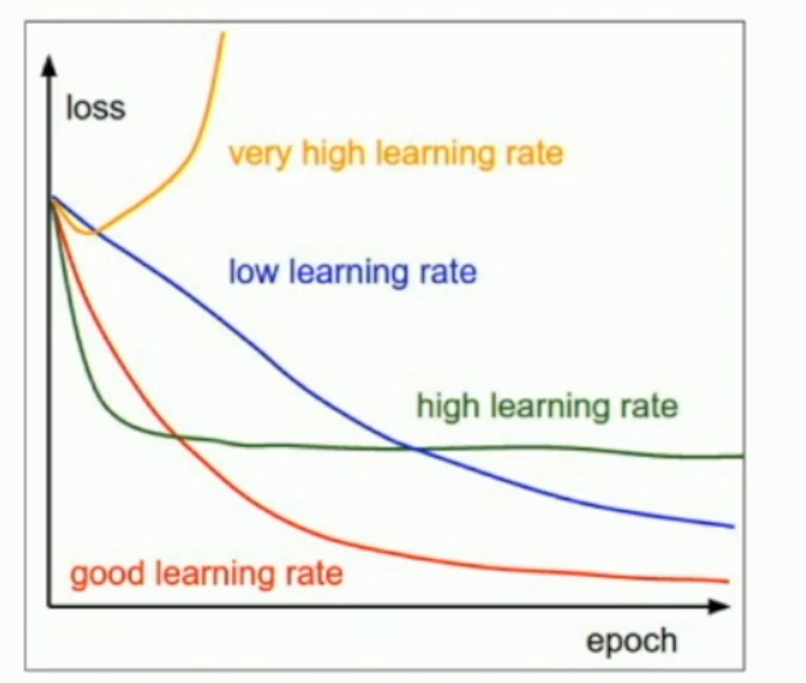 loss
very high learning rate
low learning rate
high learning rate
good learning rate
epoch